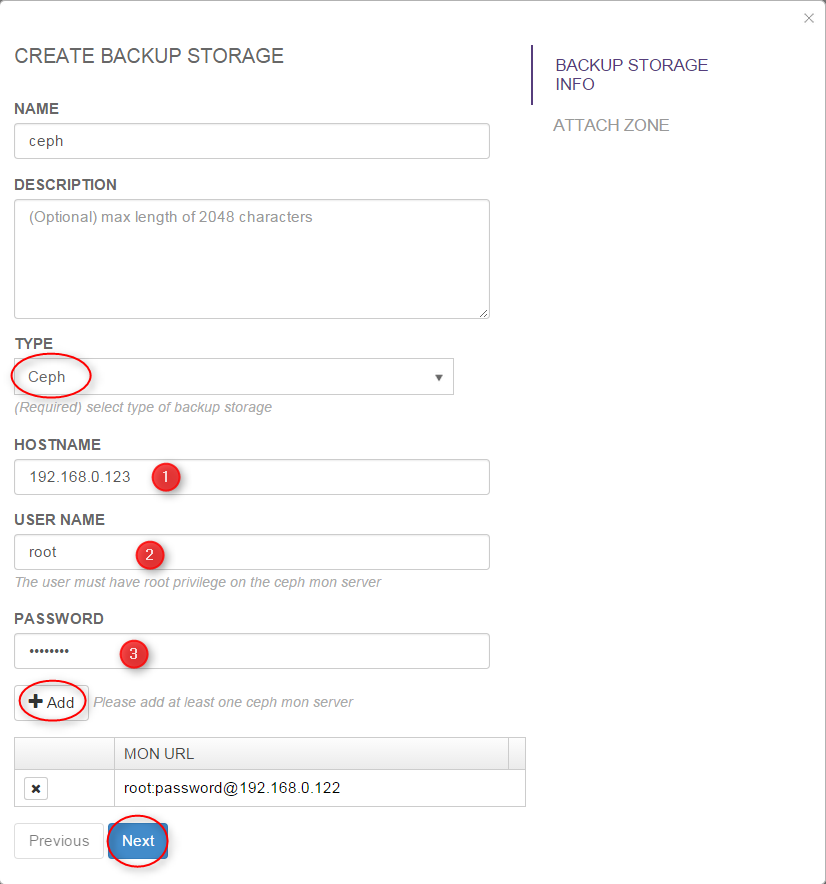 ×
CREATE BACKUP STORAGE
BACKUP STORAGE
INFO
ATTACH ZONE
NAME
ceph
DESCRIPTION
(Optional) max length of 2048 characters
TYPE
Ceph
(Required) select type of backup storage
HOSTNAME
192.168.0.123 1
USER NAME
root 2
The user must have root privilege on the ceph mon server
PASSWORD
•••••••• 3
Add Please add at least one ceph mon server
MON URL
root:password@192.168.0.122
Previous Next